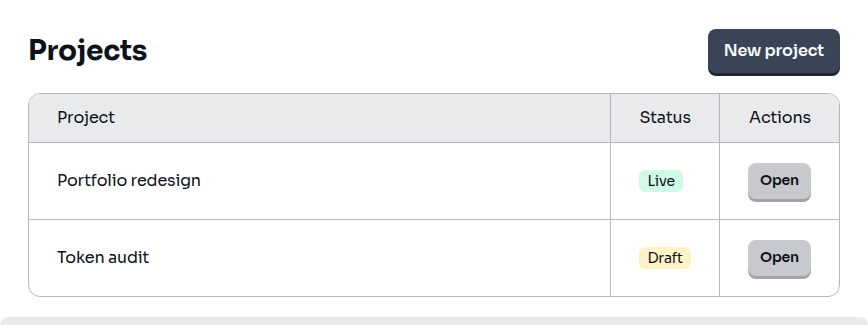 Projects
New project
Project Status Actions
Portfolio redesign Live Open
Token audit Draft Open